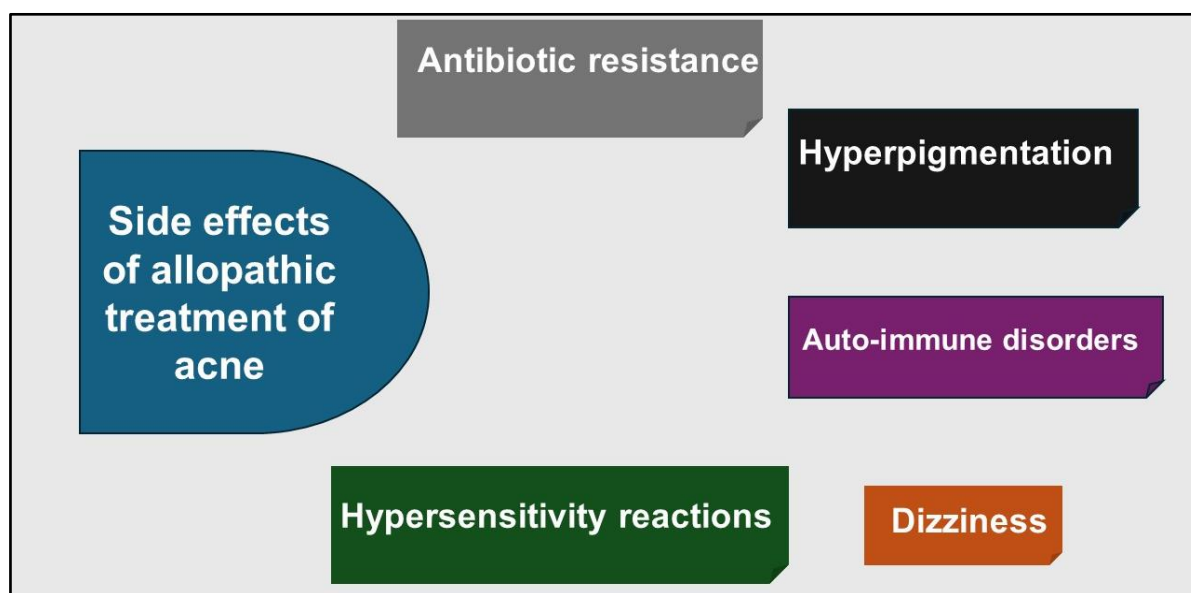 Antibiotic resistance
Hyperpigmentation
Side effects
of allopathic
treatment of
acne
Auto-immune disorders
Hypersensitivity reactions
Dizziness